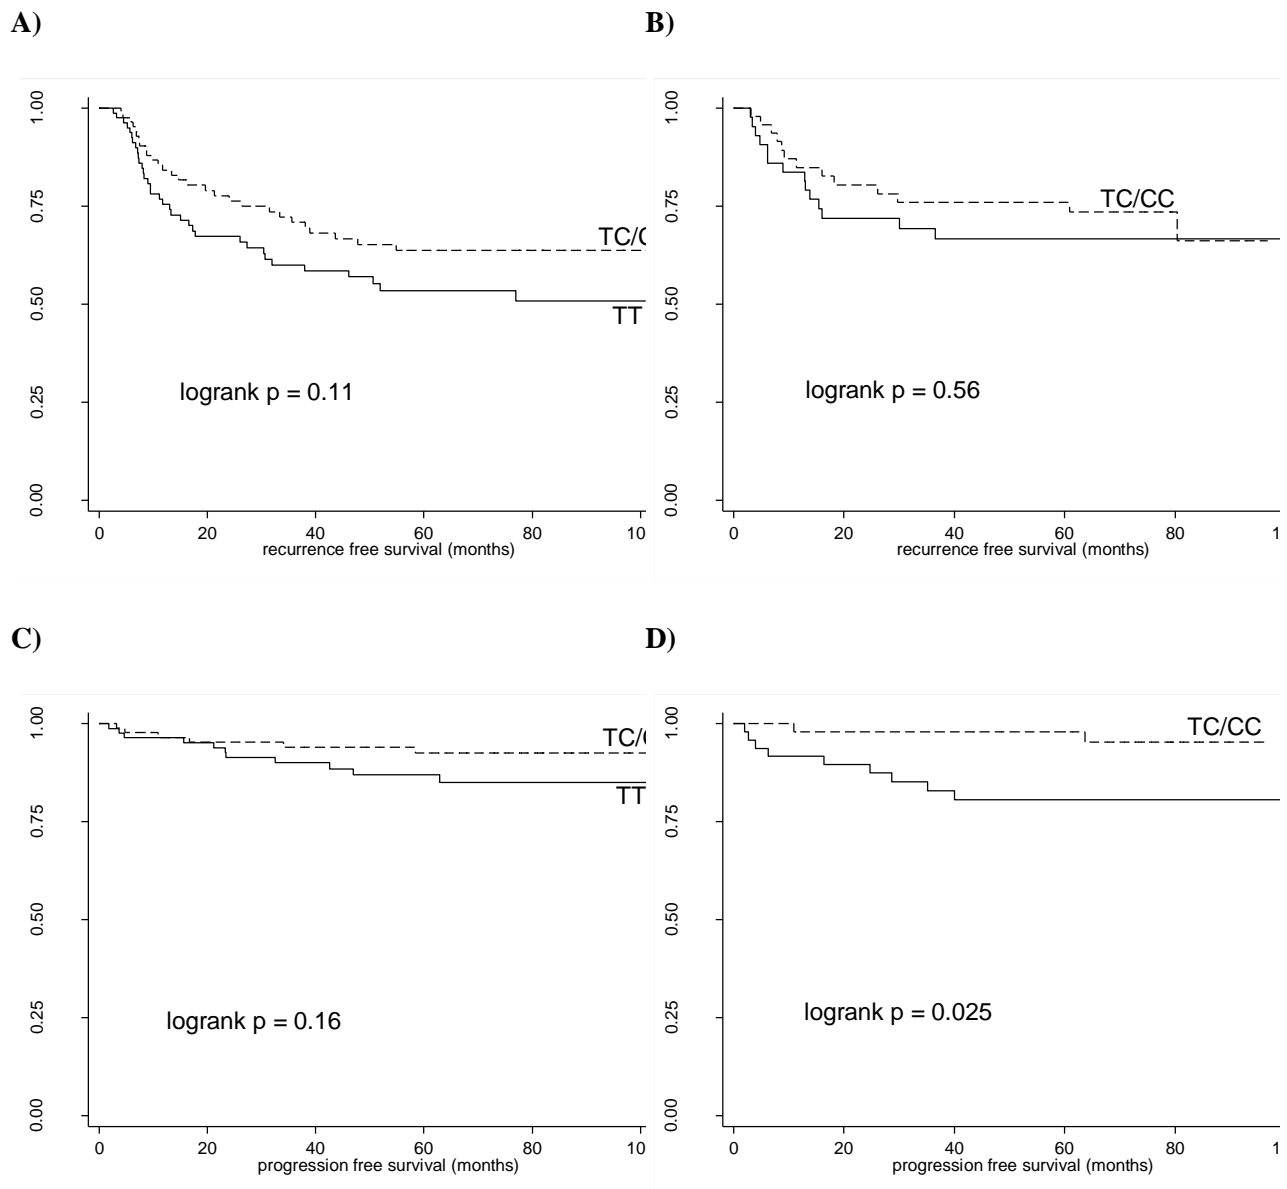 A)
1.00
0.75
0.50
0.25
0.00
TC/C
TT
logrank p = 0.11
0 20 40 60 80 10
recurrence free survival (months)
B)
1.00
0.75
0.50
0.25
0.00
TC/CC
logrank p = 0.56
0 20 40 60 80 1
recurrence free survival (months)
C)
1.00
0.75
0.50
0.25
0.00
TC/C
TT
logrank p = 0.16
0 20 40 60 80 10
progression free survival (months)
D)
1.00
0.75
0.50
0.25
0.00
TC/CC
logrank p = 0.025
0 20 40 60 80 1
progression free survival (months)